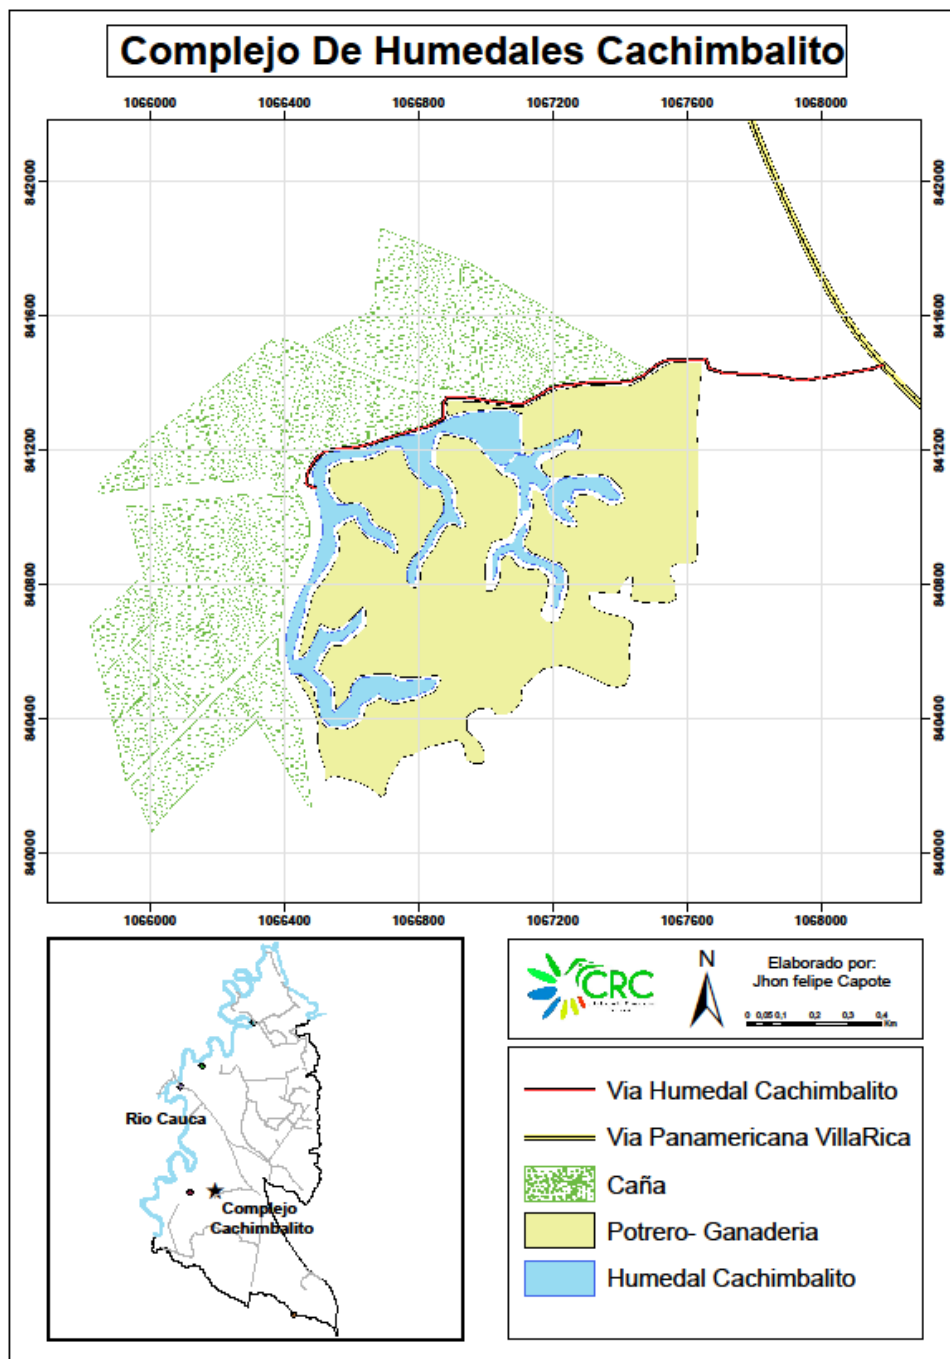 Complejo De Humedales Cachimbalito
1066000 1066400 1066800 1067200 1067600 1068000
842000 842000
841600 841600
841200 841200
840800 840800
840400 840400
840000 840000
1066000 1066400 1066800 1067200 1067600 1068000
Rio Cauca
Complejo
Cachimbalito
CRC
N
Elaborado por:
Jhon felipe Capote
0 0,05 0,1 0,2 0,3 0,4
Km
Via Humedal Cachimbalito
Via Panamericana VillaRica
Caña
Potrero- Ganaderia
Humedal Cachimbalito